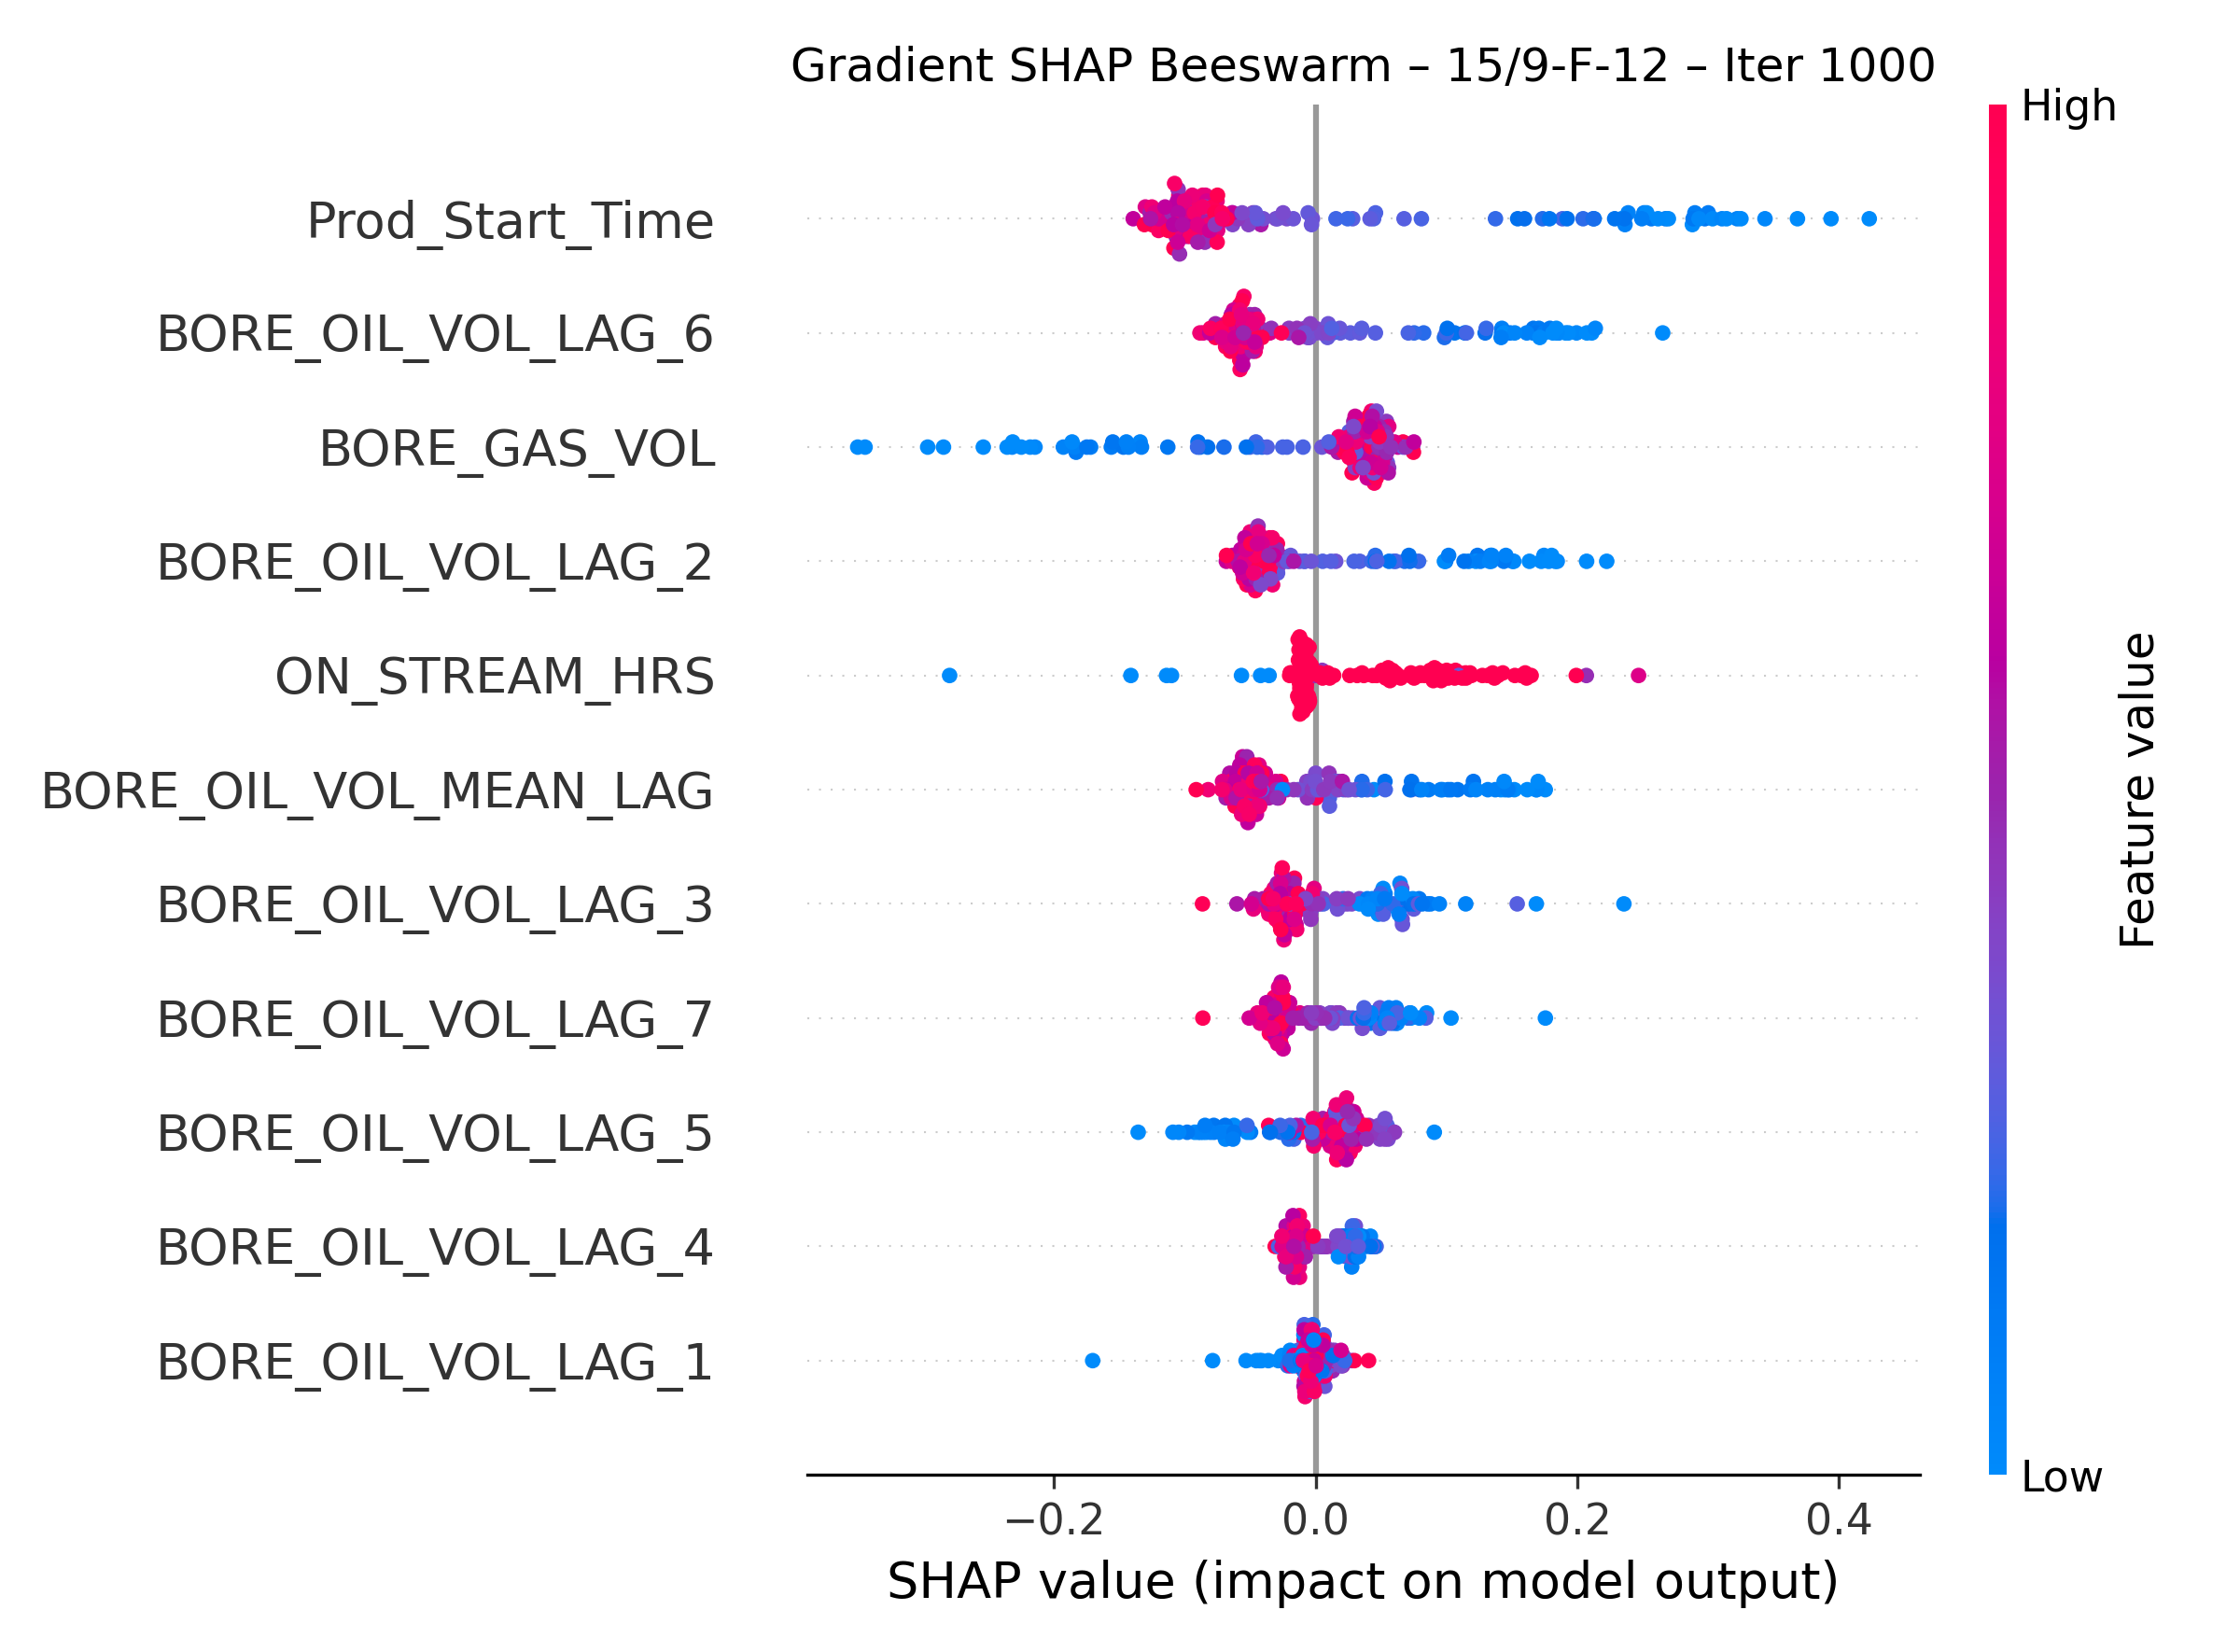 Gradient SHAP Beeswarm – 15/9-F-12 – Iter 1000
High
Prod_Start_Time
BORE_OIL_VOL_LAG_6
BORE_GAS_VOL
BORE_OIL_VOL_LAG_2
ON_STREAM_HRS
BORE_OIL_VOL_MEAN_LAG
BORE_OIL_VOL_LAG_3
BORE_OIL_VOL_LAG_7
BORE_OIL_VOL_LAG_5
BORE_OIL_VOL_LAG_4
BORE_OIL_VOL_LAG_1
Feature value
Low
−0.2 0.0 0.2 0.4
SHAP value (impact on model output)